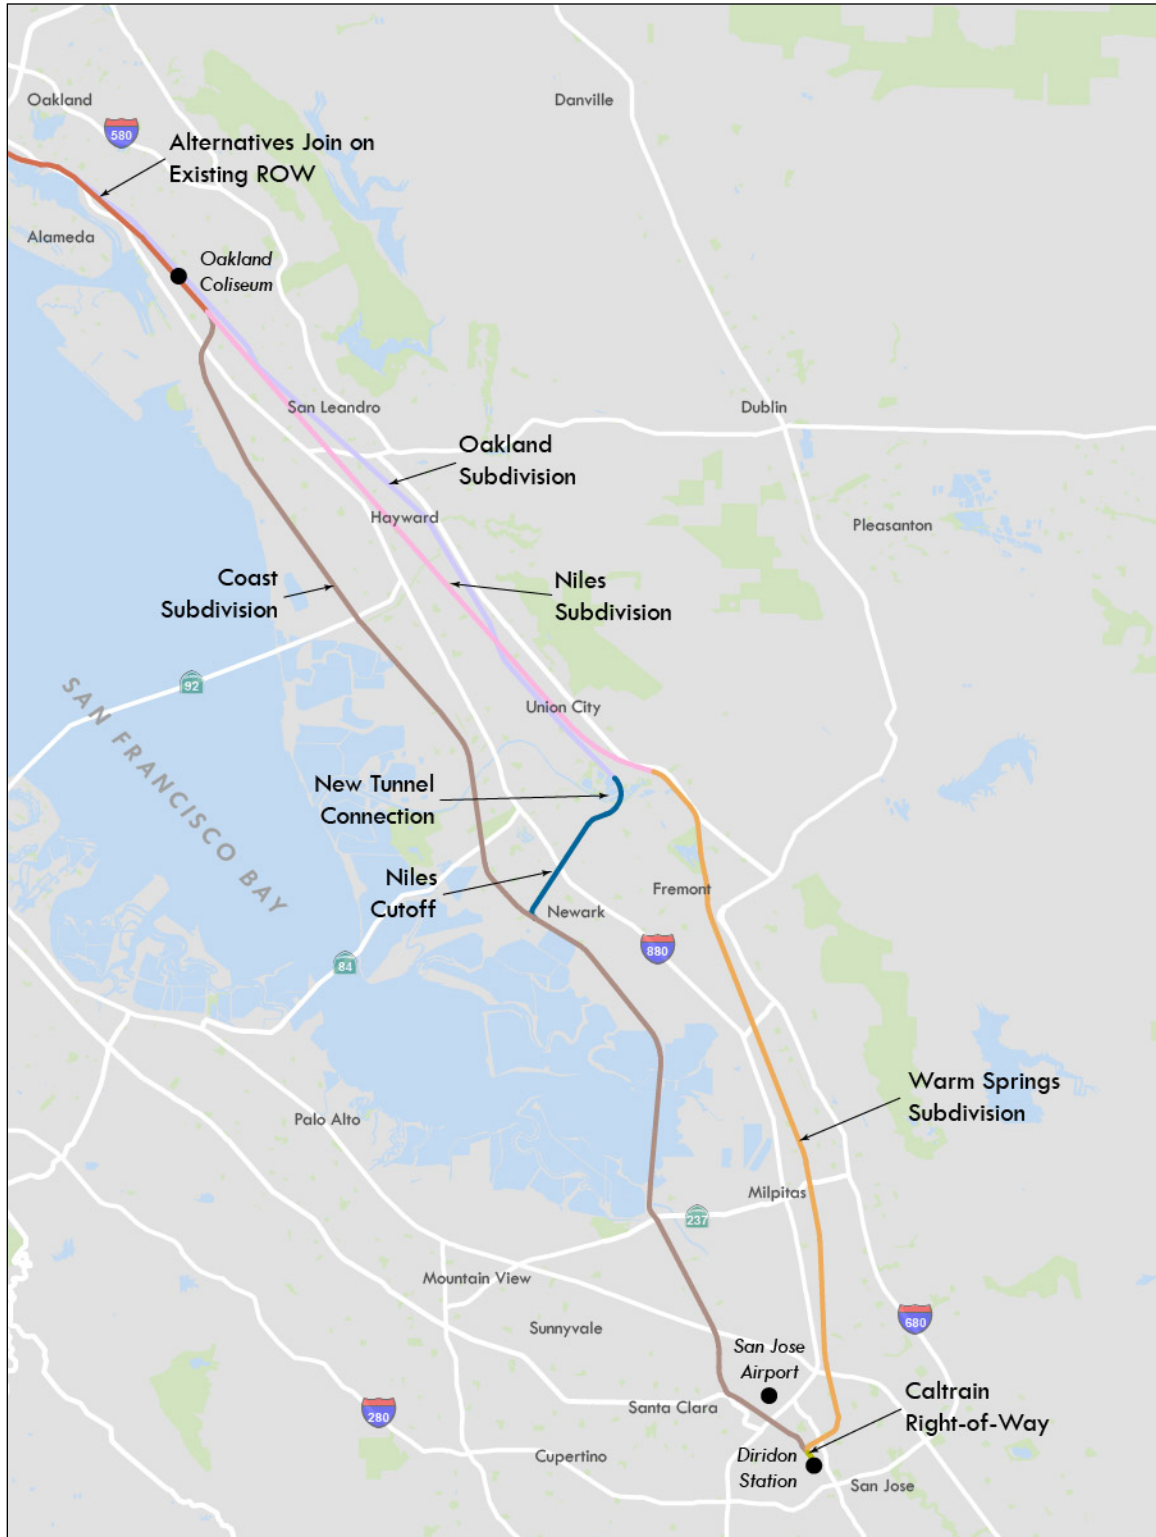 Oakland
Danville
580
Alternatives Join on
Existing ROW
Alameda
Oakland
Coliseum
San Leandro
Dublin
Oakland
Subdivision
Hayward
Pleasanton
Coast
Subdivision
Niles
Subdivision
92
SAN FRANCISCO BAY
Union City
New Tunnel
Connection
Niles
Cutoff
Fremont
Newark
880
84
Warm Springs
Subdivision
Palo Alto
Milpitas
237
Mountain View
Sunnyvale
680
San Jose
Airport
Caltrain
Right-of-Way
280
Santa Clara
Cupertino
Diridon
Station
San Jose